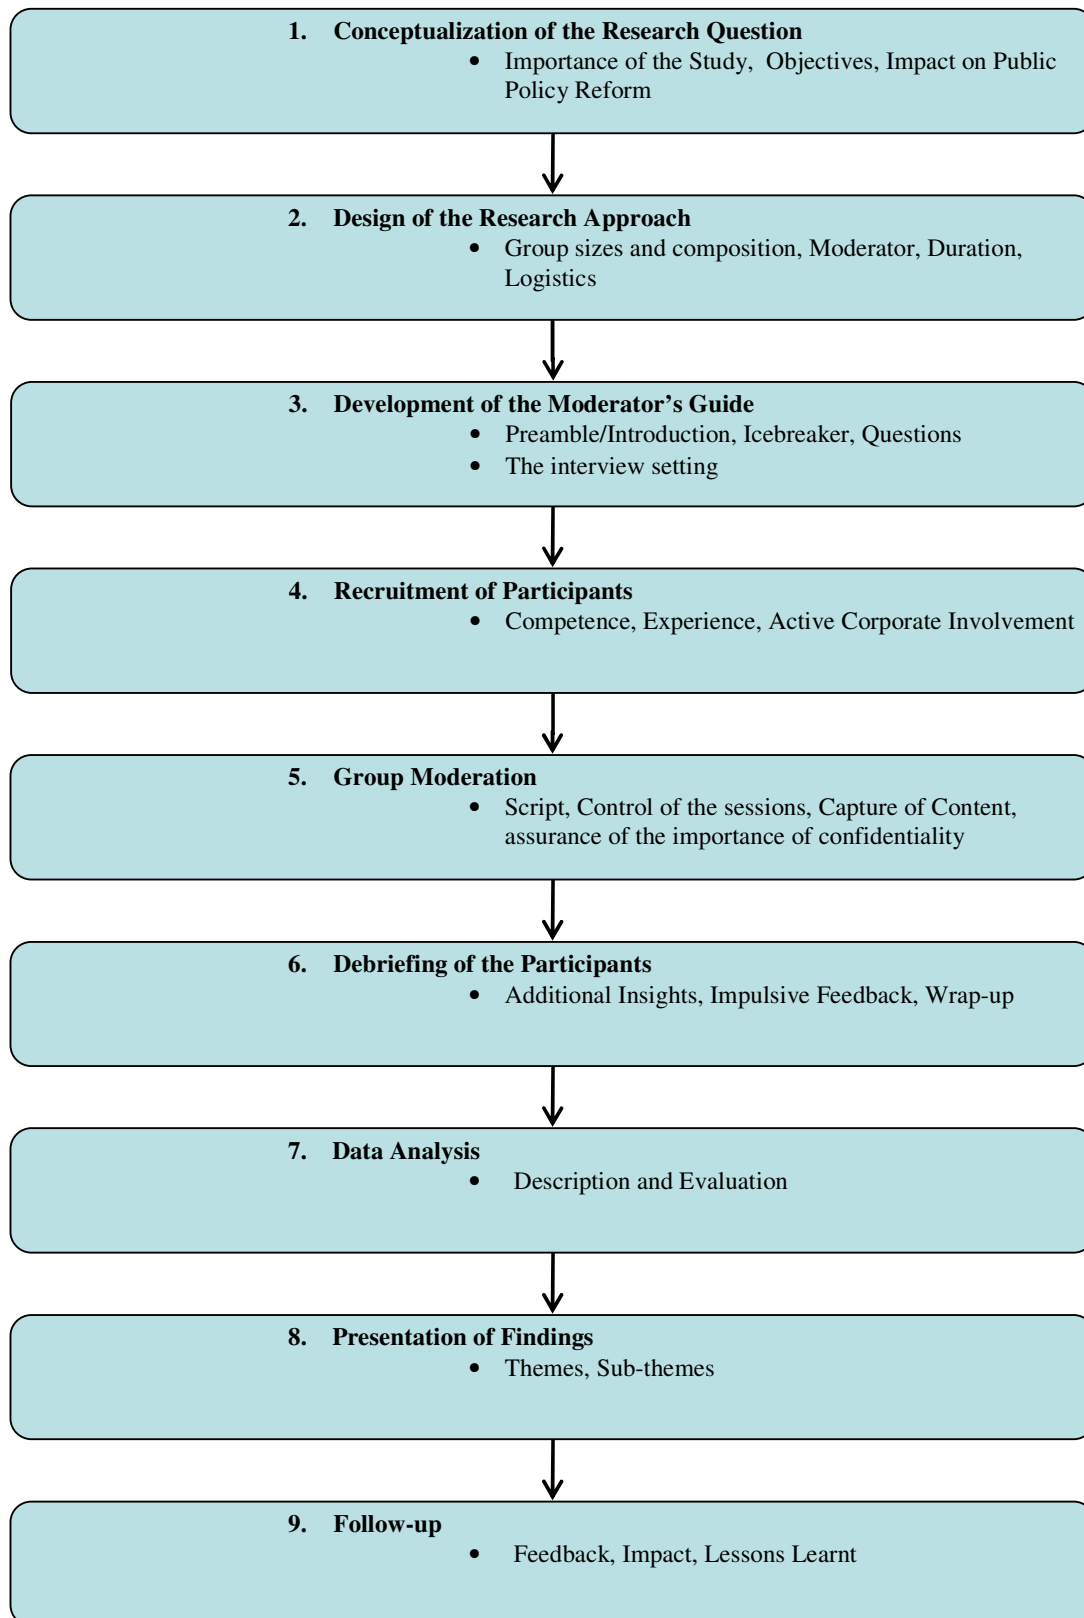 1. Conceptualization of the Research Question
• Importance of the Study, Objectives, Impact on Public
Policy Reform
2. Design of the Research Approach
• Group sizes and composition, Moderator, Duration,
Logistics
3. Development of the Moderator’s Guide
• Preamble/Introduction, Icebreaker, Questions
• The interview setting
4. Recruitment of Participants
• Competence, Experience, Active Corporate Involvement
5. Group Moderation
• Script, Control of the sessions, Capture of Content,
assurance of the importance of confidentiality
6. Debriefing of the Participants
• Additional Insights, Impulsive Feedback, Wrap-up
7. Data Analysis
• Description and Evaluation
8. Presentation of Findings
• Themes, Sub-themes
9. Follow-up
• Feedback, Impact, Lessons Learnt